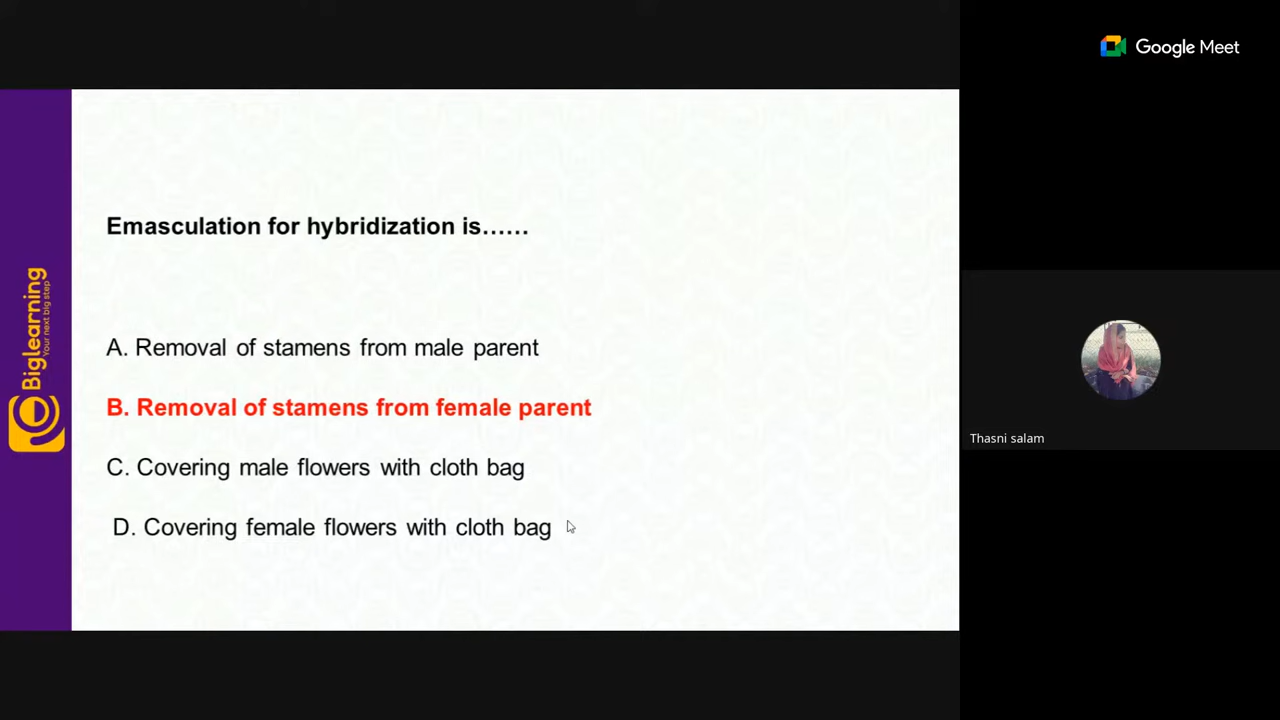 Google Meet
Emasculation for hybridization is……
A. Removal of stamens from male parent
B. Removal of stamens from female parent
C. Covering male flowers with cloth bag
D. Covering female flowers with cloth bag
Biglearning
Your next big step
Thasni salam